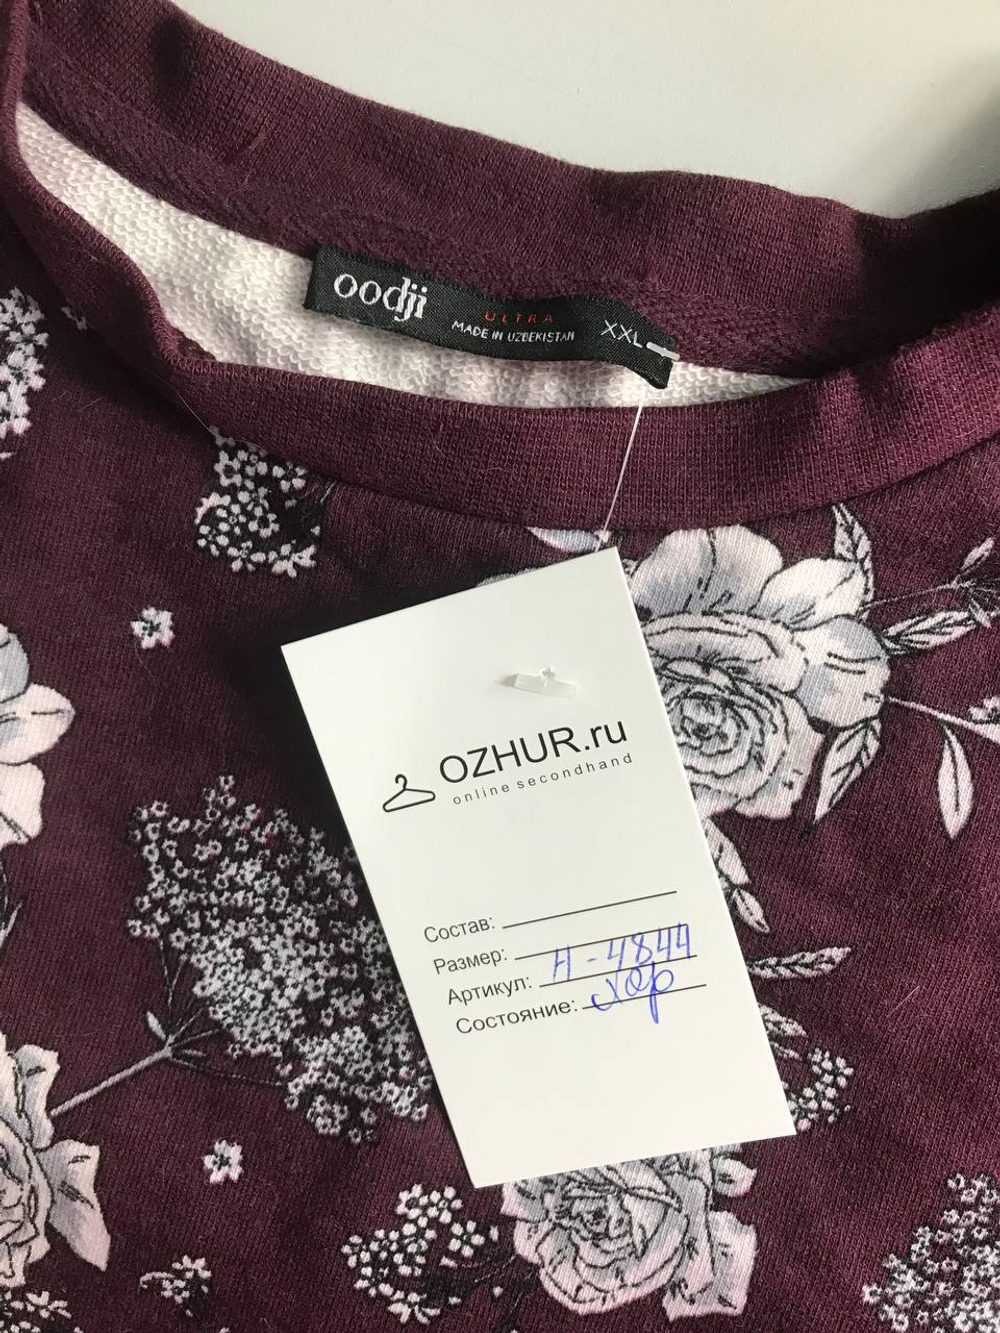 oodji
ULTRA
MADE IN UZBEKISTAN
XXL
OZHUR.ru
online secondhand
Состав:
Размер:
Артикул: Н-4844
Состояние: хор